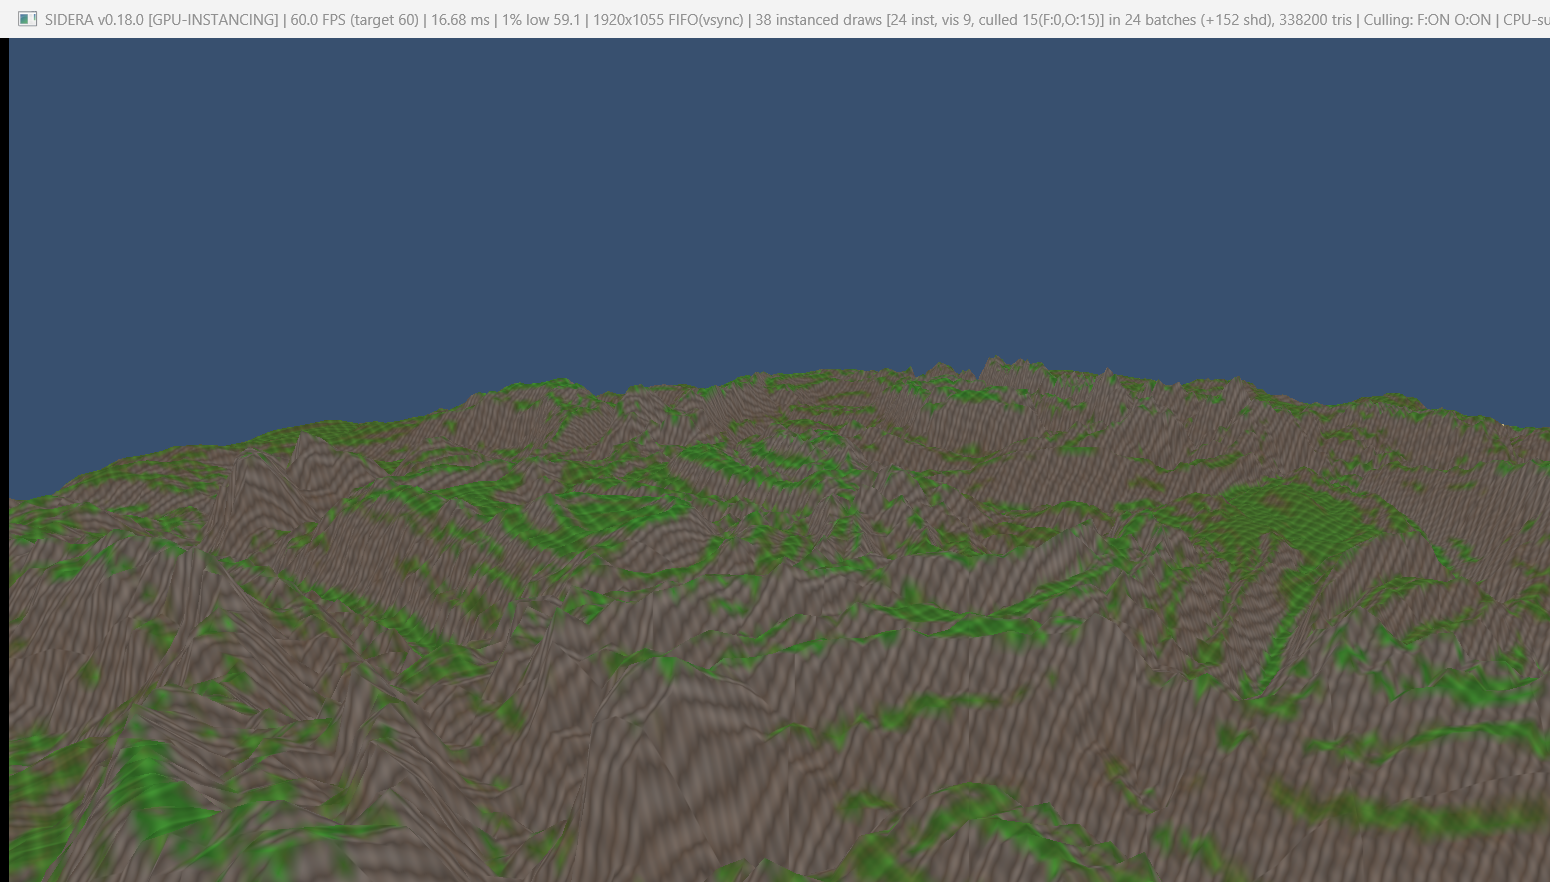 SIDERA v0.18.0 [GPU-INSTANCING] | 60.0 FPS (target 60) | 16.68 ms | 1% low 59.1 | 1920x1055 FIFO(vsync) | 38 instanced draws [24 inst, vis 9, culled 15(F:0,O:15)] in 24 batches (+152 shd), 338200 tris | Culling: F:ON O:ON | CPU-su